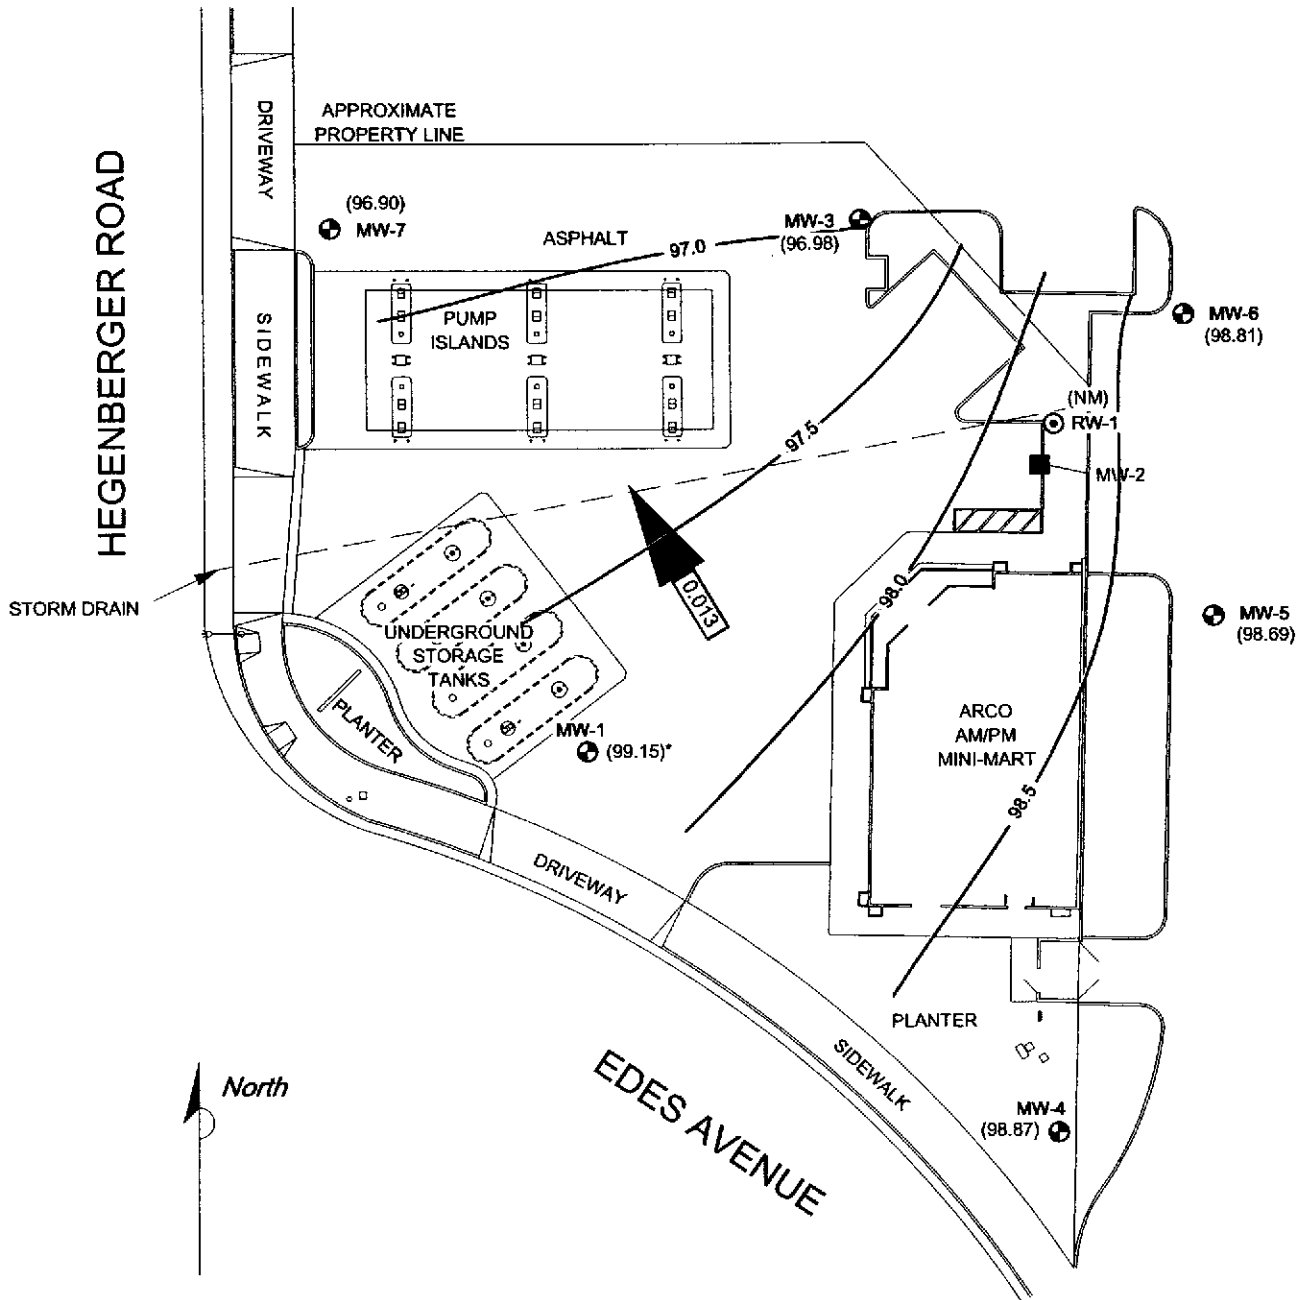 APPROXIMATE
PROPERTY LINE
DRIVEWAY
HEGENBERGER ROAD
(96.90)
MW-7
ASPHALT
97.0
MW-3
(96.98)
SIDEWALK
PUMP
ISLANDS
MW-6
(98.81)
(NM)
RW-1
97.5
MW-2
0.013
98.0
STORM DRAIN
UNDERGROUND
STORAGE
TANKS
MW-5
(98.69)
PLANTER
MW-1
(99.15)*
ARCO
AM/PM
MINI-MART
98.5
DRIVEWAY
PLANTER
SIDEWALK
EDES AVENUE
North
MW-4
(98.87)